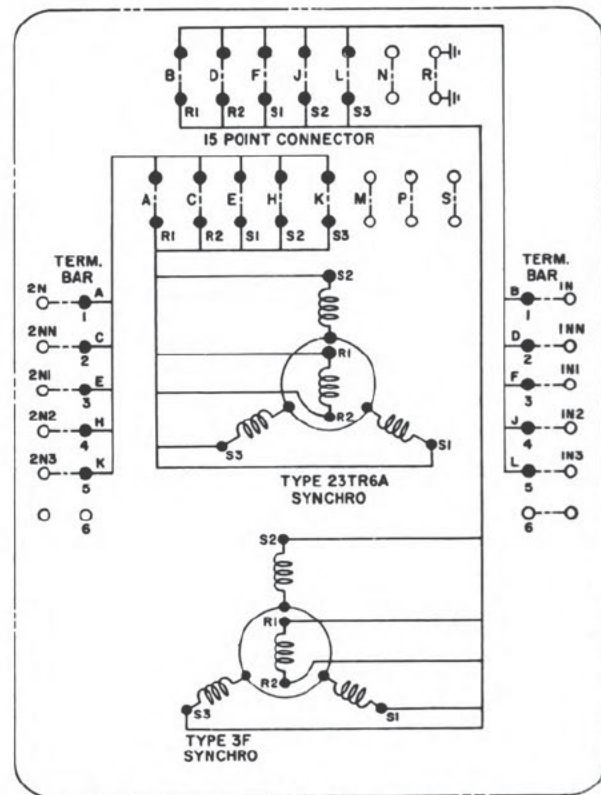 B D F J L N R
R1 R2 S1 S2 S3
15 POINT CONNECTOR
A C E H K M P S
R1 R2 S1 S2 S3
TERM.
BAR
2N A
1
2NN C
2
2N1 E
3
2N2 H
4
2N3 K
5
6
S2
R1
R2
S3
S1
TYPE 23TR6A
SYNCHRO
TERM.
BAR
B 1N
1
D 1NN
2
F 1N1
3
J 1N2
4
L 1N3
5
6
S2
R1
R2
S3
S1
TYPE 3F
SYNCHRO